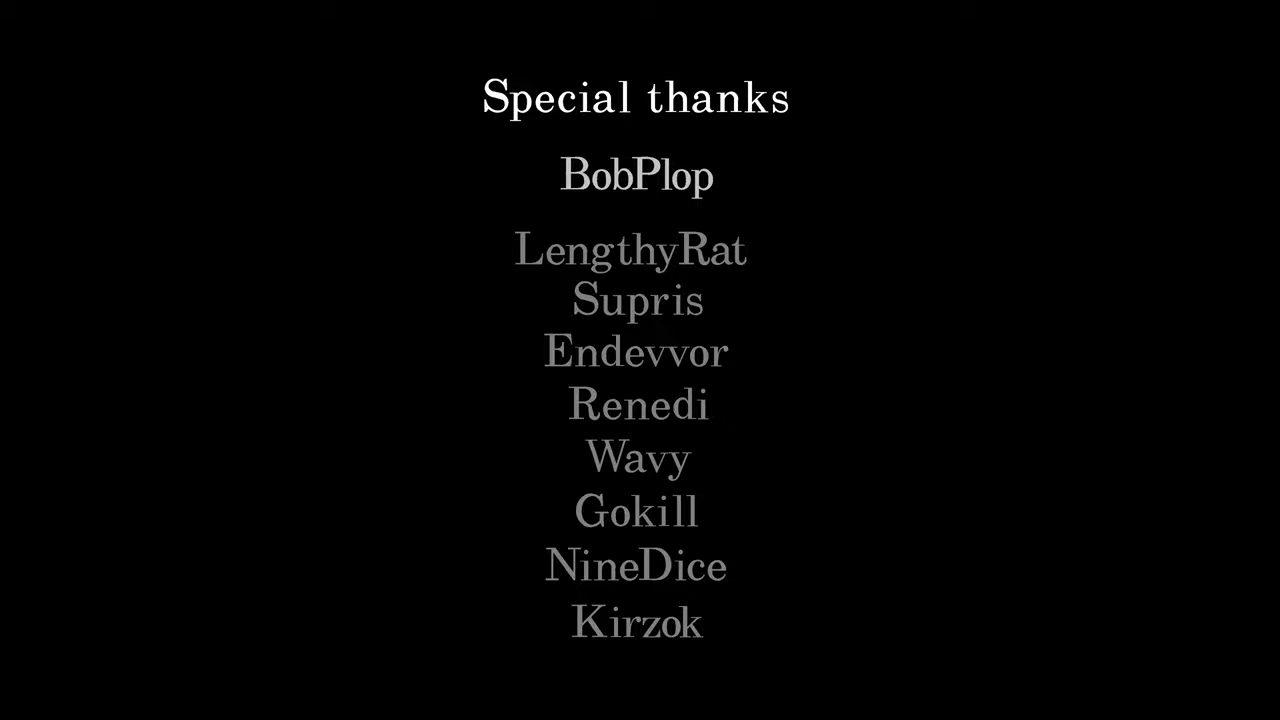 Special thanks
BobPlop
LengthyRat
Supris
Endevvor
Renedi
Wavy
Gokill
NineDice
Kirzok